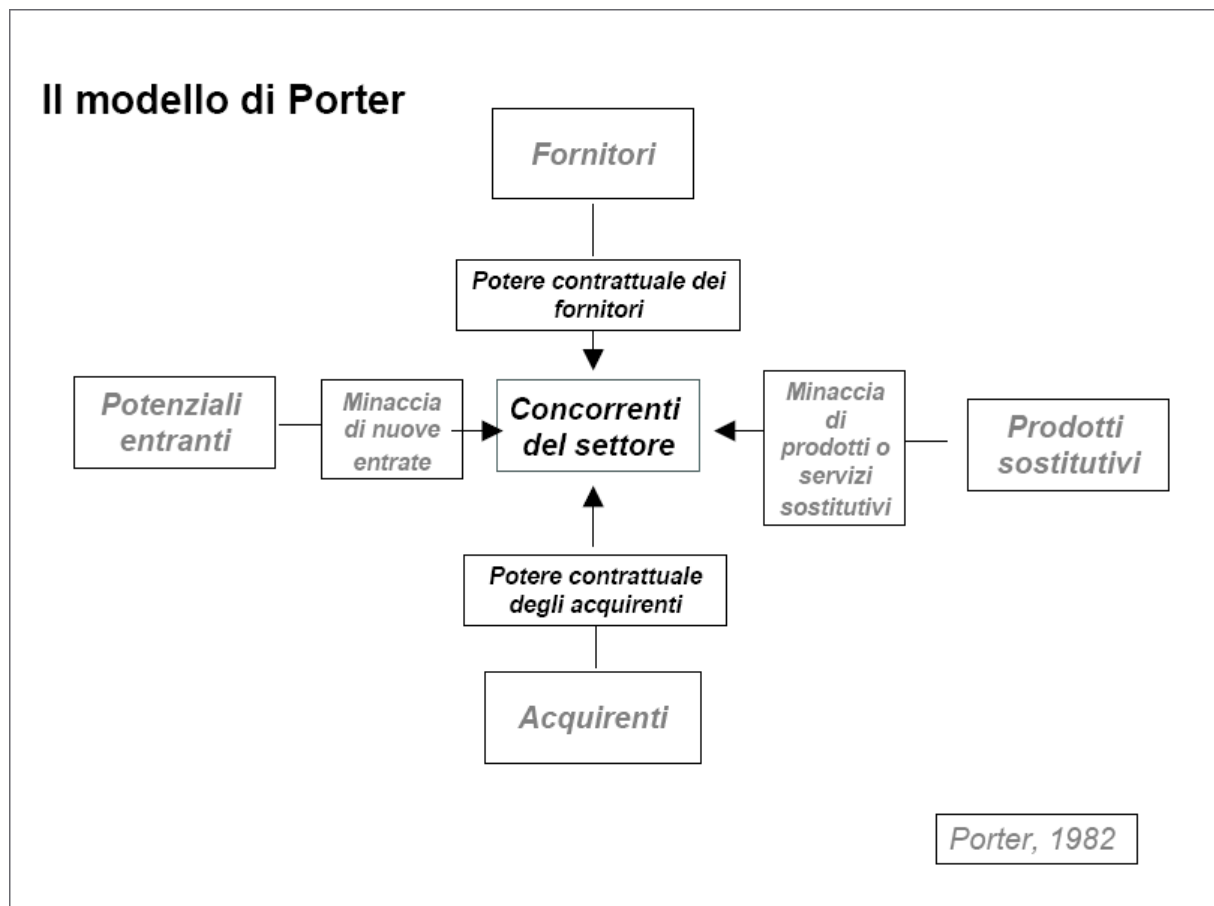 Il modello di Porter
Fornitori
Potere contrattuale dei
fornitori
Potenziali
entranti
Minaccia
di nuove
entrate
Concorrenti
del settore
Minaccia
di
prodotti o
servizi
sostitutivi
Prodotti
sostitutivi
Potere contrattuale
degli acquirenti
Acquirenti
Porter, 1982